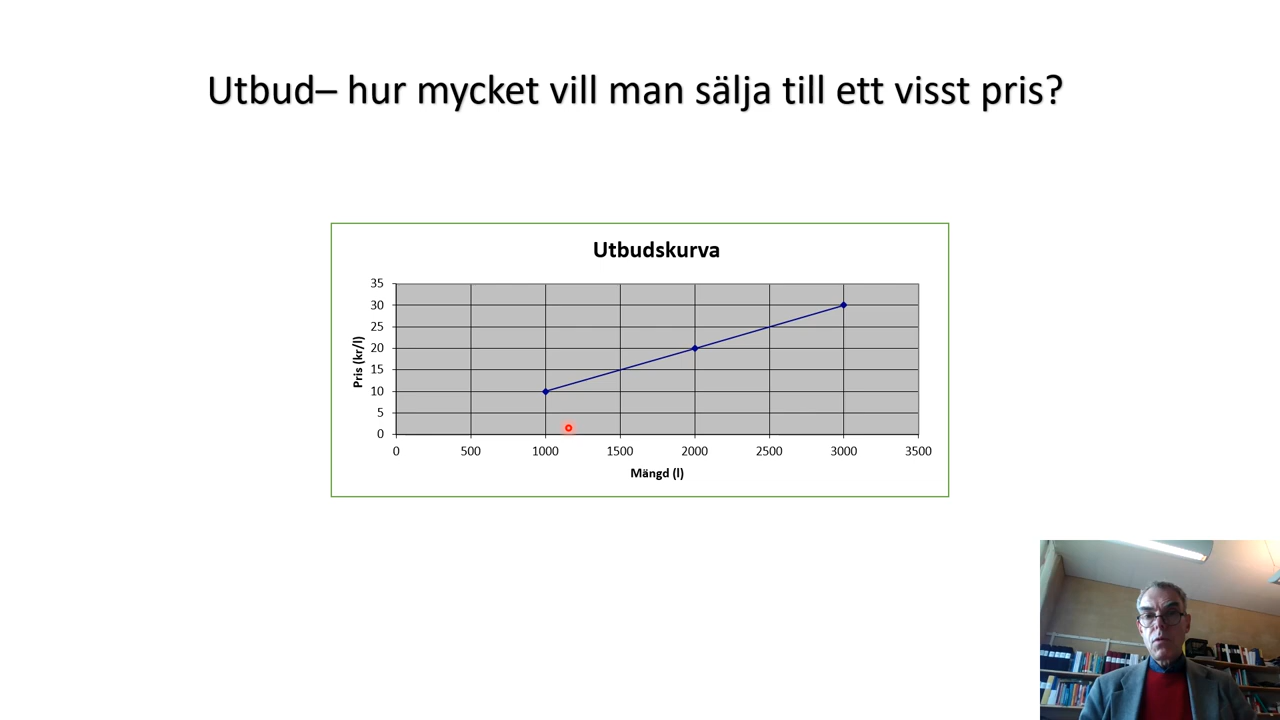 Utbud– hur mycket vill man sälja till ett visst pris?
Utbudskurva
35
30
25
20
15
10
5
0
Pris (kr/l)
0 500 1000 1500 2000 2500 3000 3500
Mängd (l)